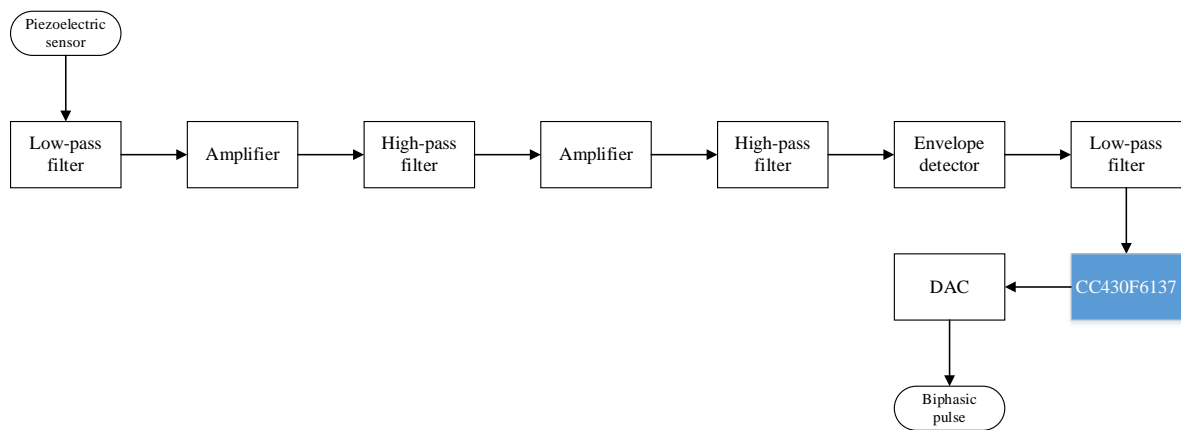 Piezoelectric
sensor
Low-pass
filter
Amplifier
High-pass
filter
Amplifier
High-pass
filter
Envelope
detector
Low-pass
filter
DAC
CC430F6137
Biphasic
pulse